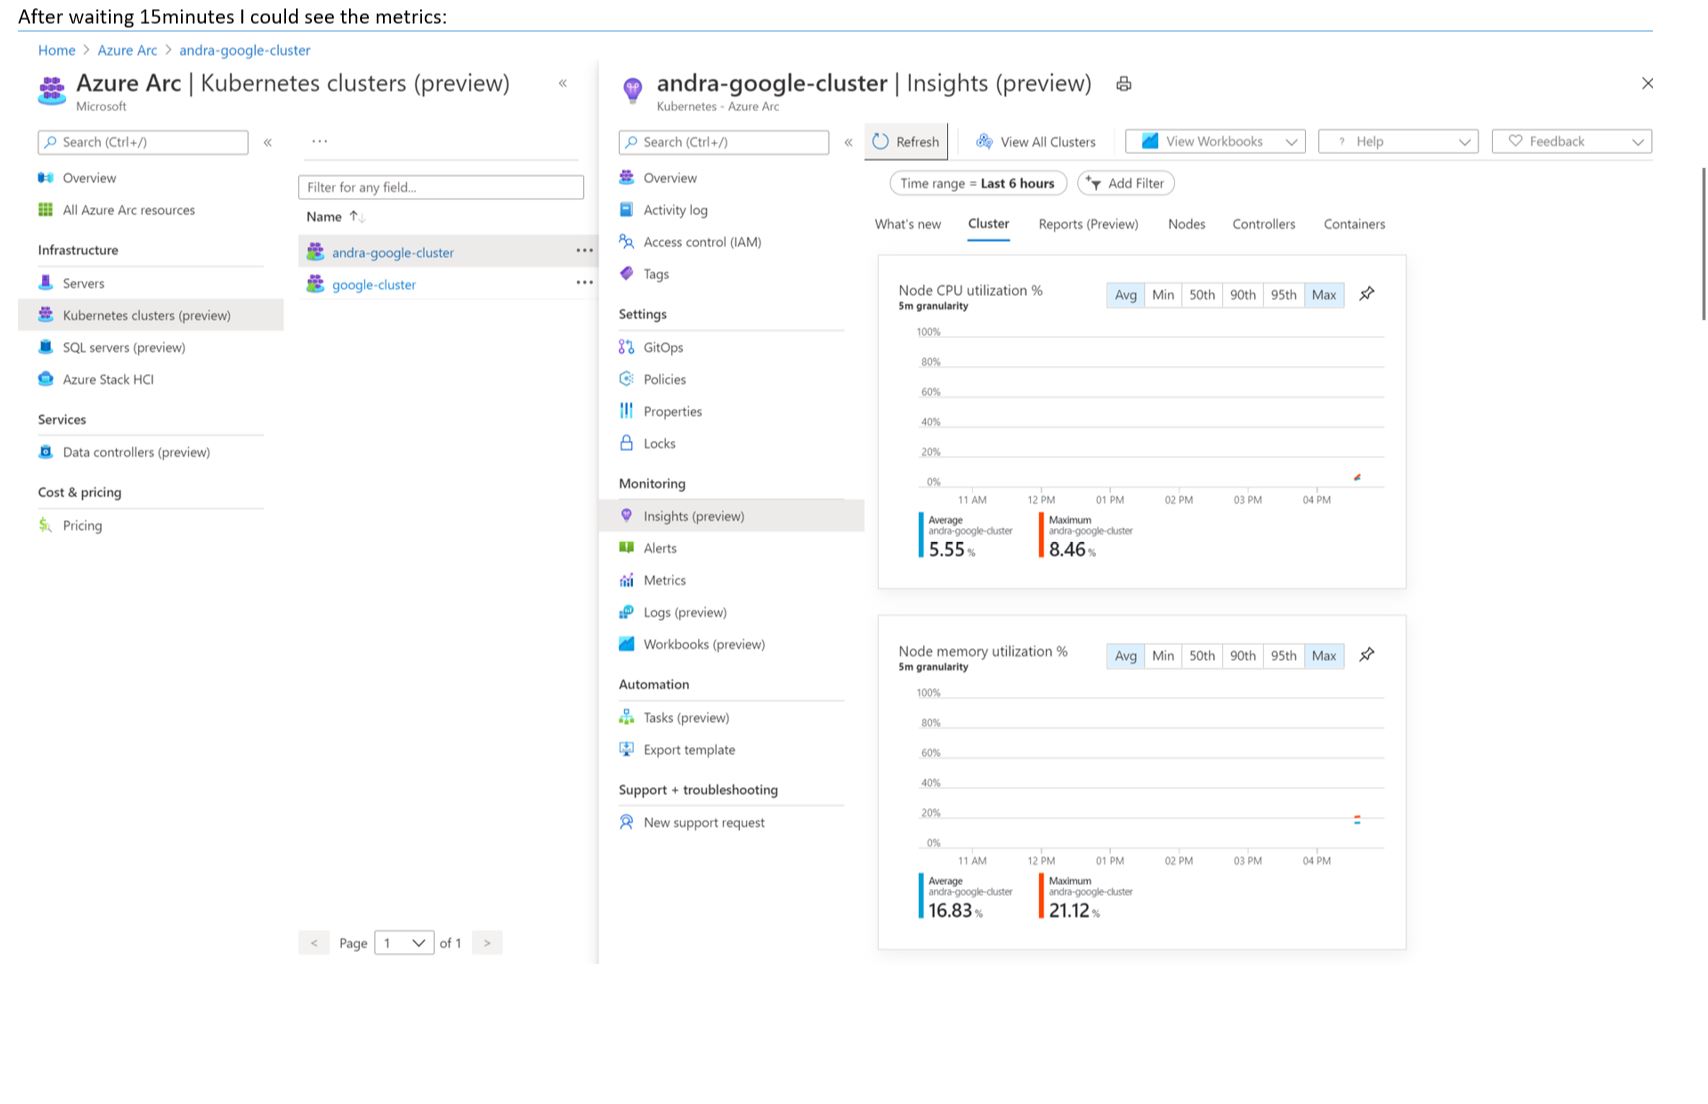 After waiting 15minutes I could see the metrics:
Home > Azure Arc > andra-google-cluster
Azure Arc | Kubernetes clusters (preview)
Microsoft
«
Search (Ctrl+/)
«
Overview
All Azure Arc resources
Infrastructure
Servers
Kubernetes clusters (preview)
SQL servers (preview)
Azure Stack HCI
Services
Data controllers (preview)
Cost & pricing
Pricing
...
Filter for any field...
Name ↑↓
andra-google-cluster ...
google-cluster ...
< Page 1 of 1 >
andra-google-cluster | Insights (preview)
Kubernetes - Azure Arc
Search (Ctrl+/)
«
Overview
Activity log
Access control (IAM)
Tags
Settings
GitOps
Policies
Properties
Locks
Monitoring
Insights (preview)
Alerts
Metrics
Logs (preview)
Workbooks (preview)
Automation
Tasks (preview)
Export template
Support + troubleshooting
New support request
Refresh View All Clusters View Workbooks ? Help Feedback
Time range = Last 6 hours Add Filter
What's new Cluster Reports (Preview) Nodes Controllers Containers
Node CPU utilization %
5m granularity
Avg Min 50th 90th 95th Max
100%
80%
60%
40%
20%
0%
11 AM 12 PM 01 PM 02 PM 03 PM 04 PM
Average
andra-google-cluster
5.55 %
Maximum
andra-google-cluster
8.46 %
Node memory utilization %
5m granularity
Avg Min 50th 90th 95th Max
100%
80%
60%
40%
20%
0%
11 AM 12 PM 01 PM 02 PM 03 PM 04 PM
Average
andra-google-cluster
16.83 %
Maximum
andra-google-cluster
21.12 %